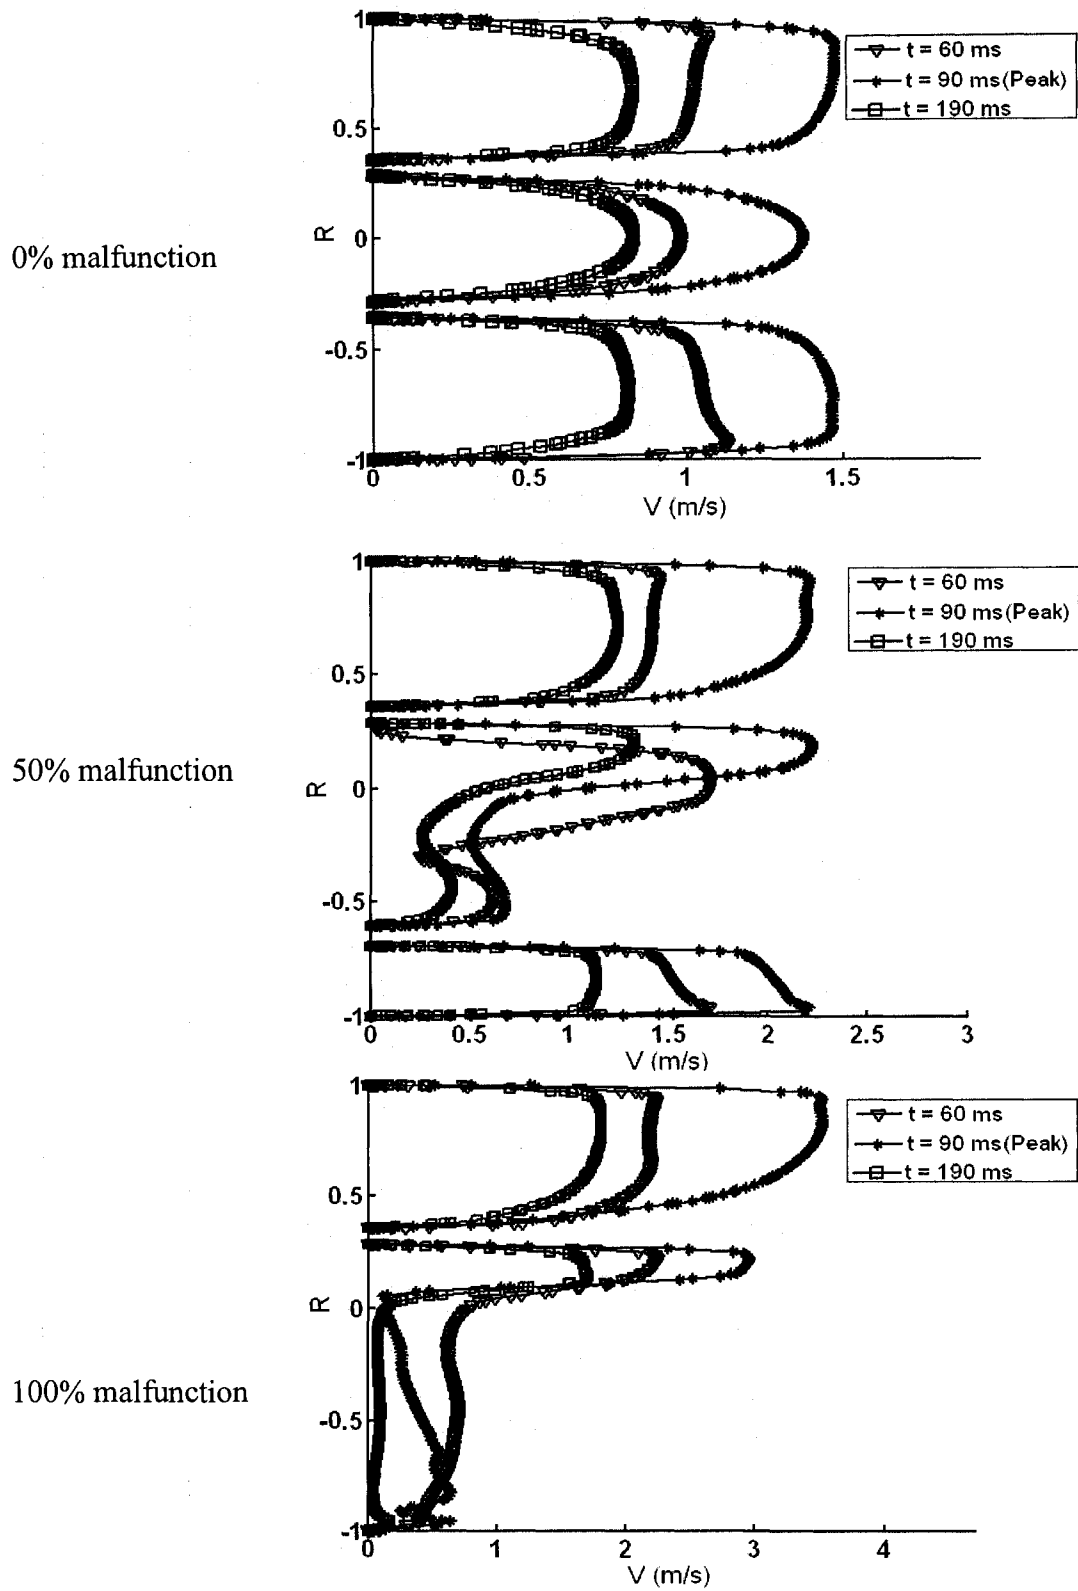 0% malfunction
1
0.5
0
-0.5
-1
R
0
0.5
1
1.5
V (m/s)
t = 60 ms
t = 90 ms(Peak)
t = 190 ms
50% malfunction
1
0.5
0
-0.5
-1
R
0
0.5
1
1.5
2
2.5
3
V (m/s)
t = 60 ms
t = 90 ms(Peak)
t = 190 ms
100% malfunction
1
0.5
0
-0.5
-1
R
0
1
2
3
4
V (m/s)
t = 60 ms
t = 90 ms(Peak)
t = 190 ms